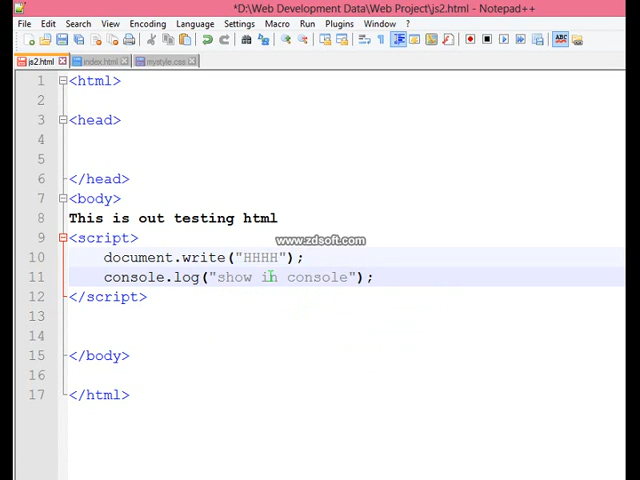 *D:\Web Development Data\Web Project\js2.html - Notepad++
File Edit Search View Encoding Language Settings Macro Run Plugins Window ?
ABC
js2.html index.html mystyle.css
1 <html>
2
3 <head>
4
5
6 </head>
7 <body>
8 This is out testing html
9 <script>
www.zdsoft.com
10 document.write("HHHH");
11 console.log("show in console");
12 </script>
13
14
15 </body>
16
17 </html>